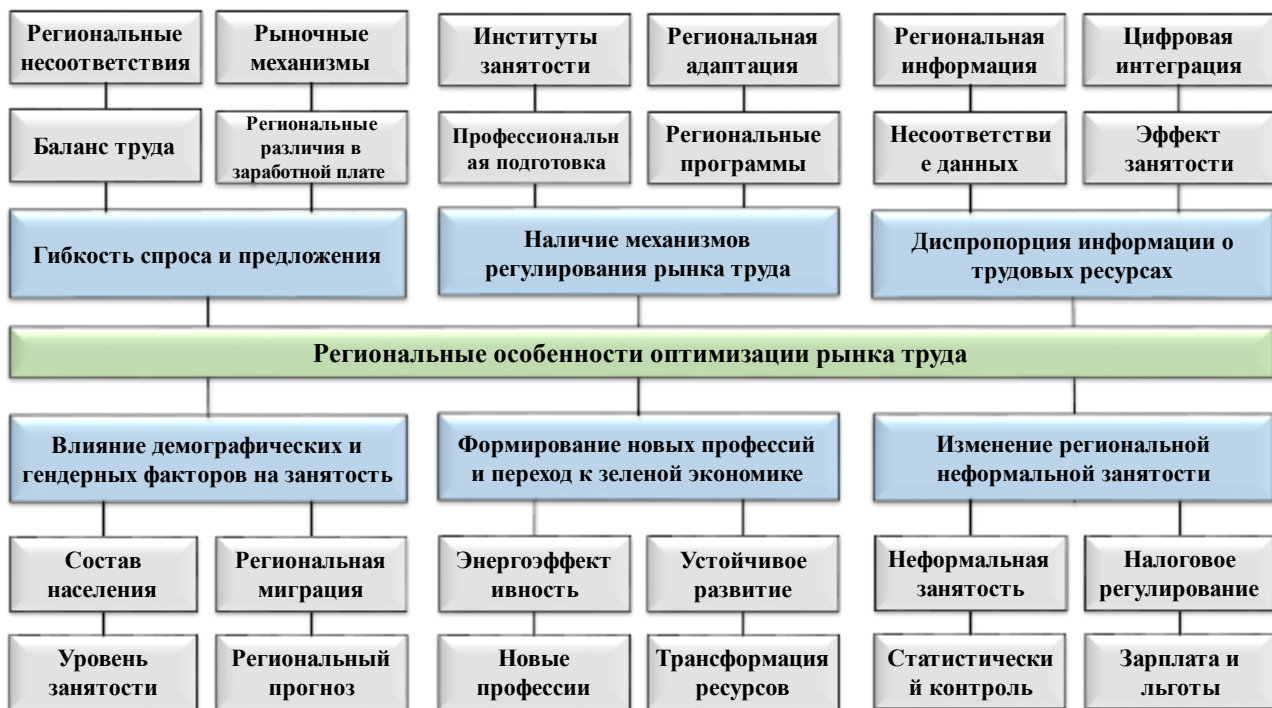 Региональные
несоответствия
Рыночные
механизмы
Институты
занятости
Региональная
адаптация
Региональная
информация
Цифровая
интеграция
Баланс труда
Региональные
различия в
заработной плате
Профессиональн
ая подготовка
Региональные
программы
Несоответстви
е данных
Эффект
занятости
Гибкость спроса и предложения
Наличие механизмов
регулирования рынка труда
Диспропорция информации о
трудовых ресурсах
Региональные особенности оптимизации рынка труда
Влияние демографических и
гендерных факторов на занятость
Формирование новых профессий
и переход к зеленой экономике
Изменение региональной
неформальной занятости
Состав
населения
Региональная
миграция
Энергоэффект
ивность
Устойчивое
развитие
Неформальная
занятость
Налоговое
регулирование
Уровень
занятости
Региональный
прогноз
Новые
профессии
Трансформация
ресурсов
Статистически
й контроль
Зарплата и
льготы